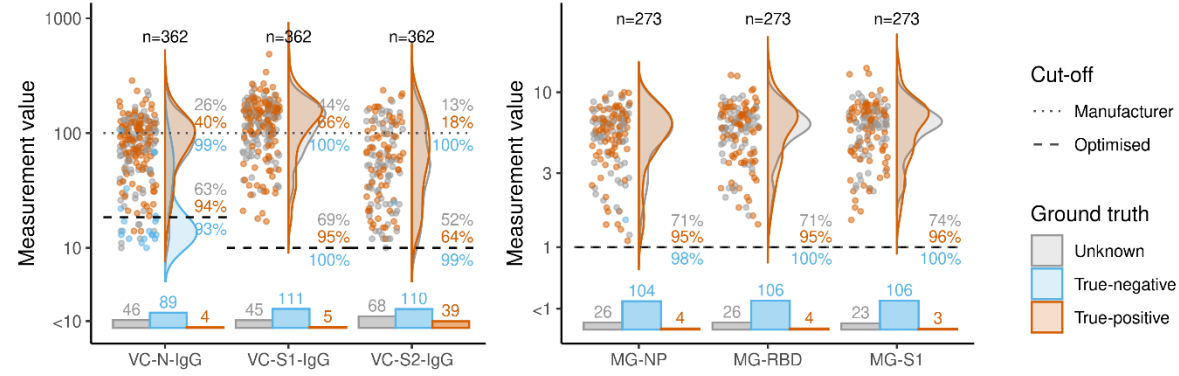 Measurement value
1000
100
10
<10
n=362
n=362
n=362
26%
40%
99%
63%
94%
93%
44%
66%
100%
69%
95%
100%
13%
18%
100%
52%
64%
99%
46
89
4
45
111
5
68
110
39
VC-N-IgG
VC-S1-IgG
VC-S2-IgG
Measurement value
10
3
1
<1
n=273
n=273
n=273
71%
95%
98%
71%
95%
100%
74%
96%
100%
26
104
4
26
106
4
23
106
3
MG-NP
MG-RBD
MG-S1
Cut-off
Manufacturer
Optimised
Ground truth
Unknown
True-negative
True-positive